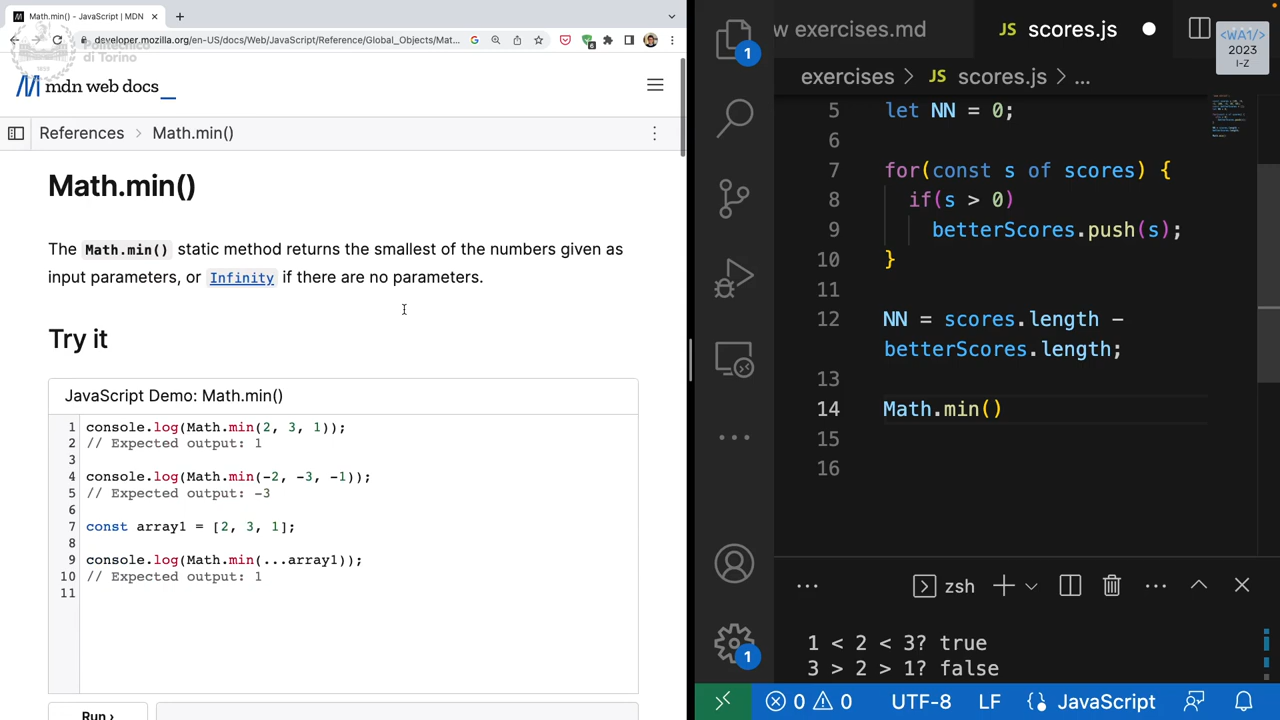 Math.min() - JavaScript | MDN
developer.mozilla.org/en-US/docs/Web/JavaScript/Reference/Global_Objects/Mat...
Politecnico
di Torino
1859
mdn web docs
References > Math.min()
Math.min()
The Math.min() static method returns the smallest of the numbers given as
input parameters, or Infinity if there are no parameters.
Try it
JavaScript Demo: Math.min()
1 console.log(Math.min(2, 3, 1));
2 // Expected output: 1
3
4 console.log(Math.min(-2, -3, -1));
5 // Expected output: -3
6
7 const array1 = [2, 3, 1];
8
9 console.log(Math.min(...array1));
10 // Expected output: 1
11
Run ›
w exercises.md
JS scores.js
<WA1/>
2023
I-Z
exercises > JS scores.js > ...
1
5 let NN = 0;
6
7 for(const s of scores) {
8 if(s > 0)
9 betterScores.push(s);
10 }
11
12 NN = scores.length -
betterScores.length;
13
14 Math.min()
15
16
zsh
1 < 2 < 3? true
3 > 2 > 1? false
1
0 0 UTF-8 LF JavaScript